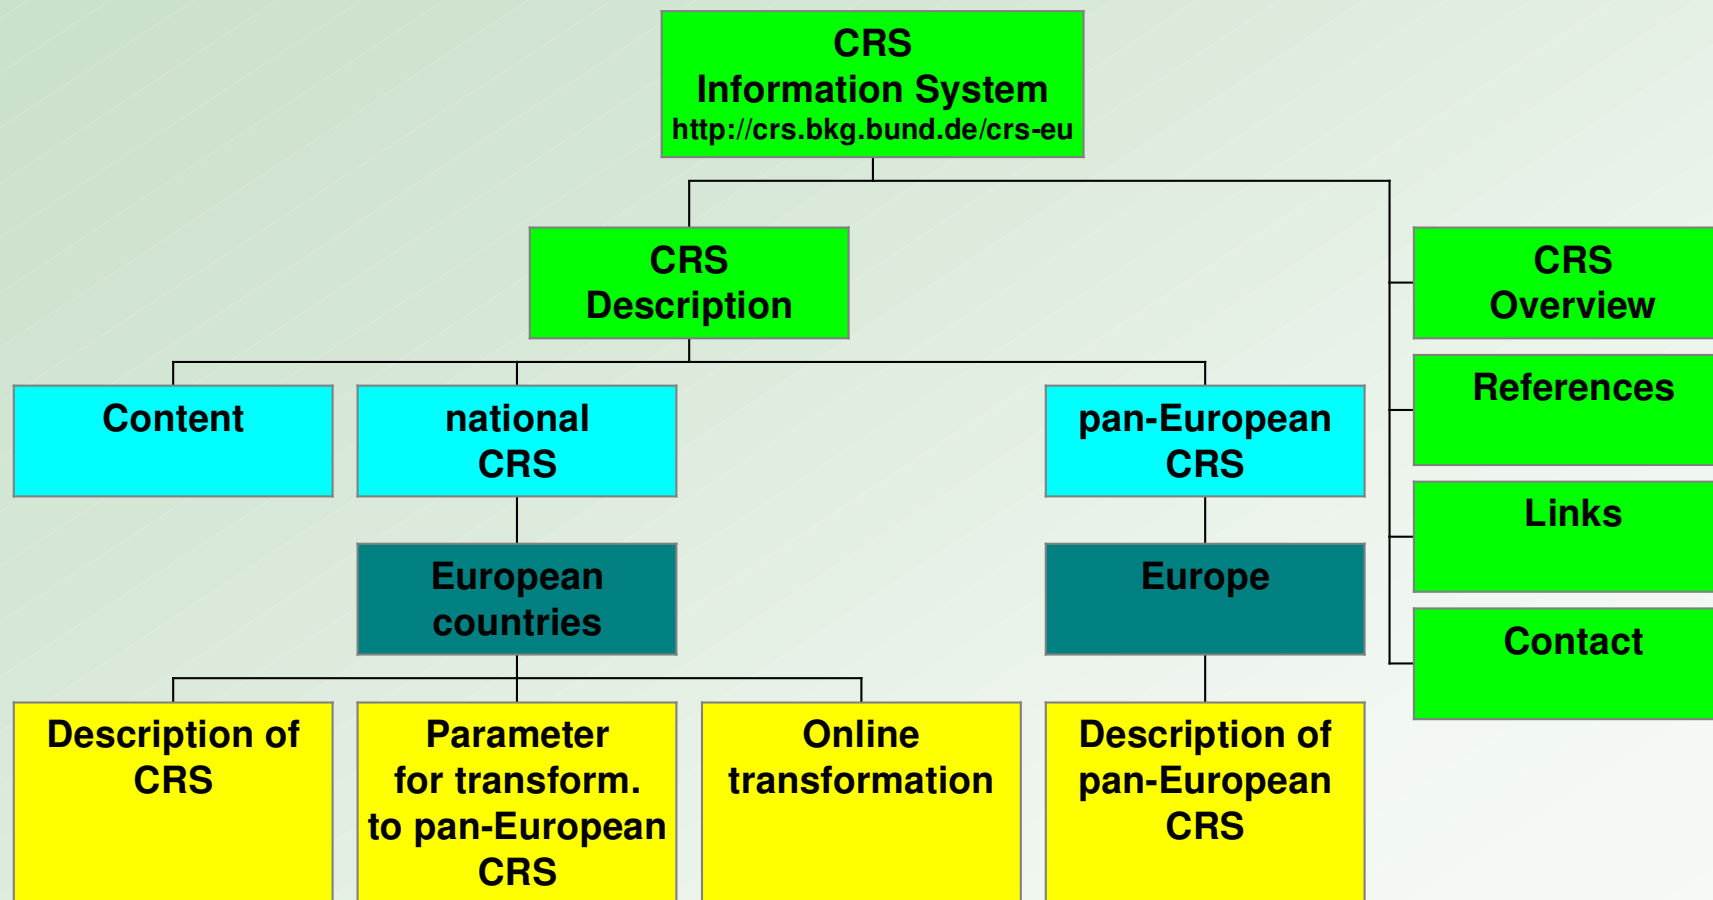 CRS
Information System
http://crs.bkg.bund.de/crs-eu
CRS
Description
CRS
Overview
References
Links
Contact
Content
national
CRS
pan-European
CRS
European
countries
Europe
Description of
CRS
Parameter
for transform.
to pan-European
CRS
Online
transformation
Description of
pan-European
CRS